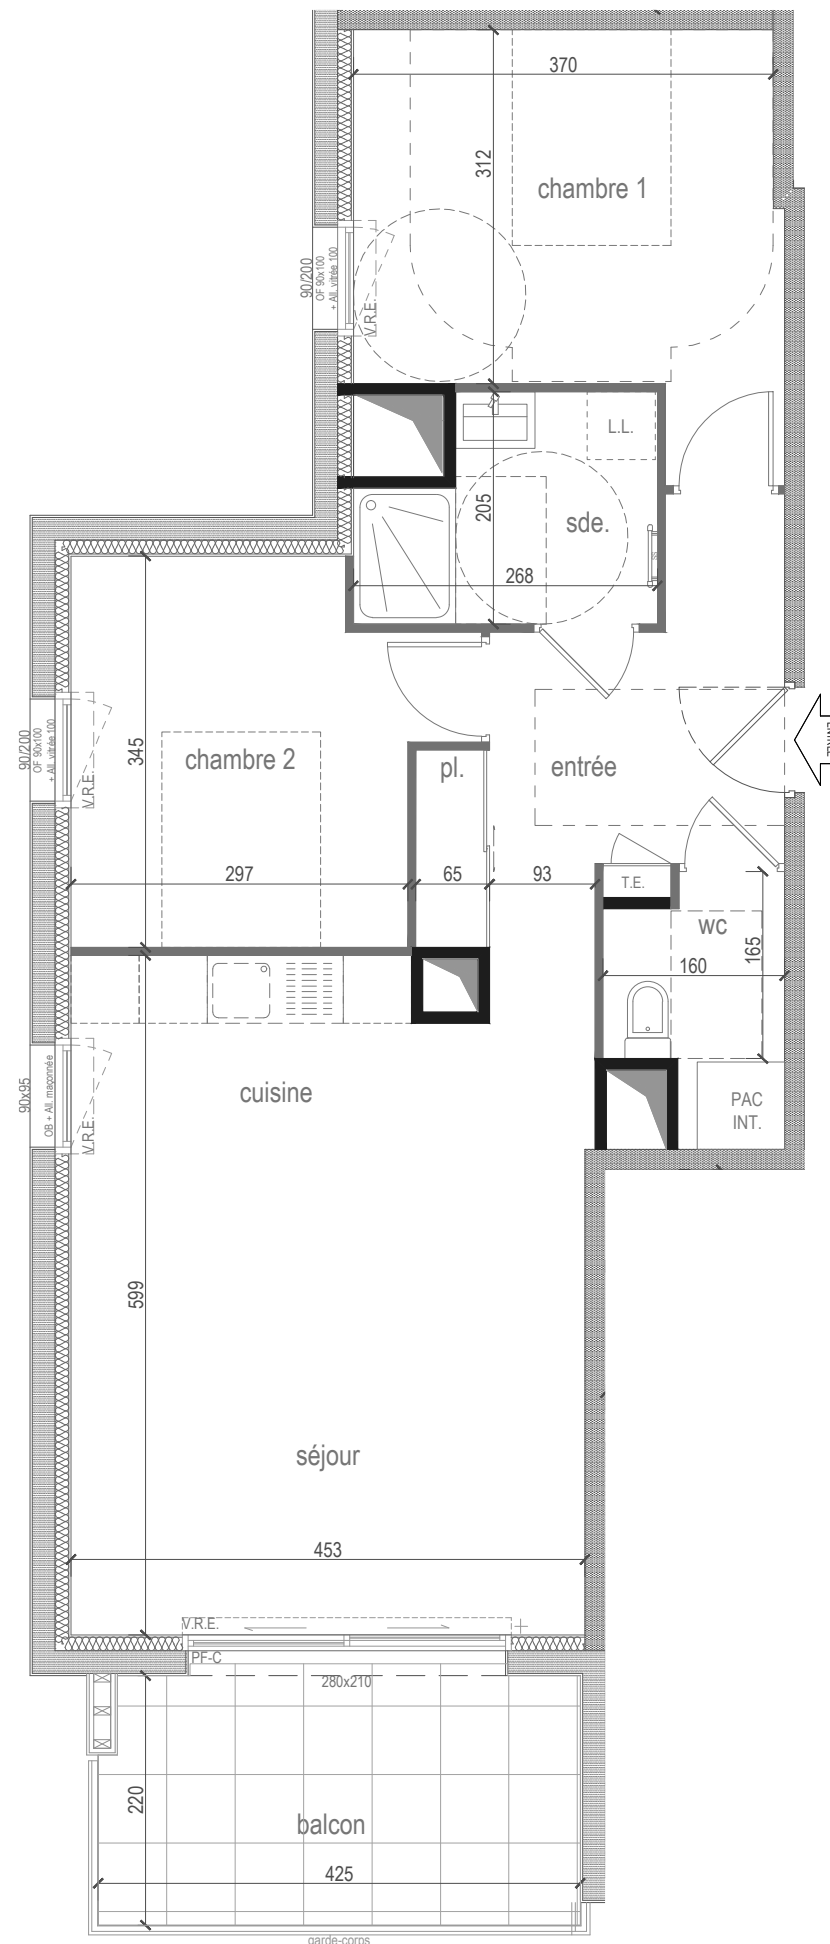 370
312
chambre 1
90/200
OF 90x100
+ All. vitrée 100
V.R.E.
L.L.
205
sde.
268
SS
345
chambre 2
90/200
OF 90x100
+ All. vitrée 100
V.R.E.
pl.
entrée
ENTREE
297
65
93
T.E.
wc
165
160
cuisine
90x95
OB + All. maçonnée
V.R.E.
PAC
INT.
599
séjour
453
V.R.E.
PF-C
280x210
220
balcon
425
garde-corps